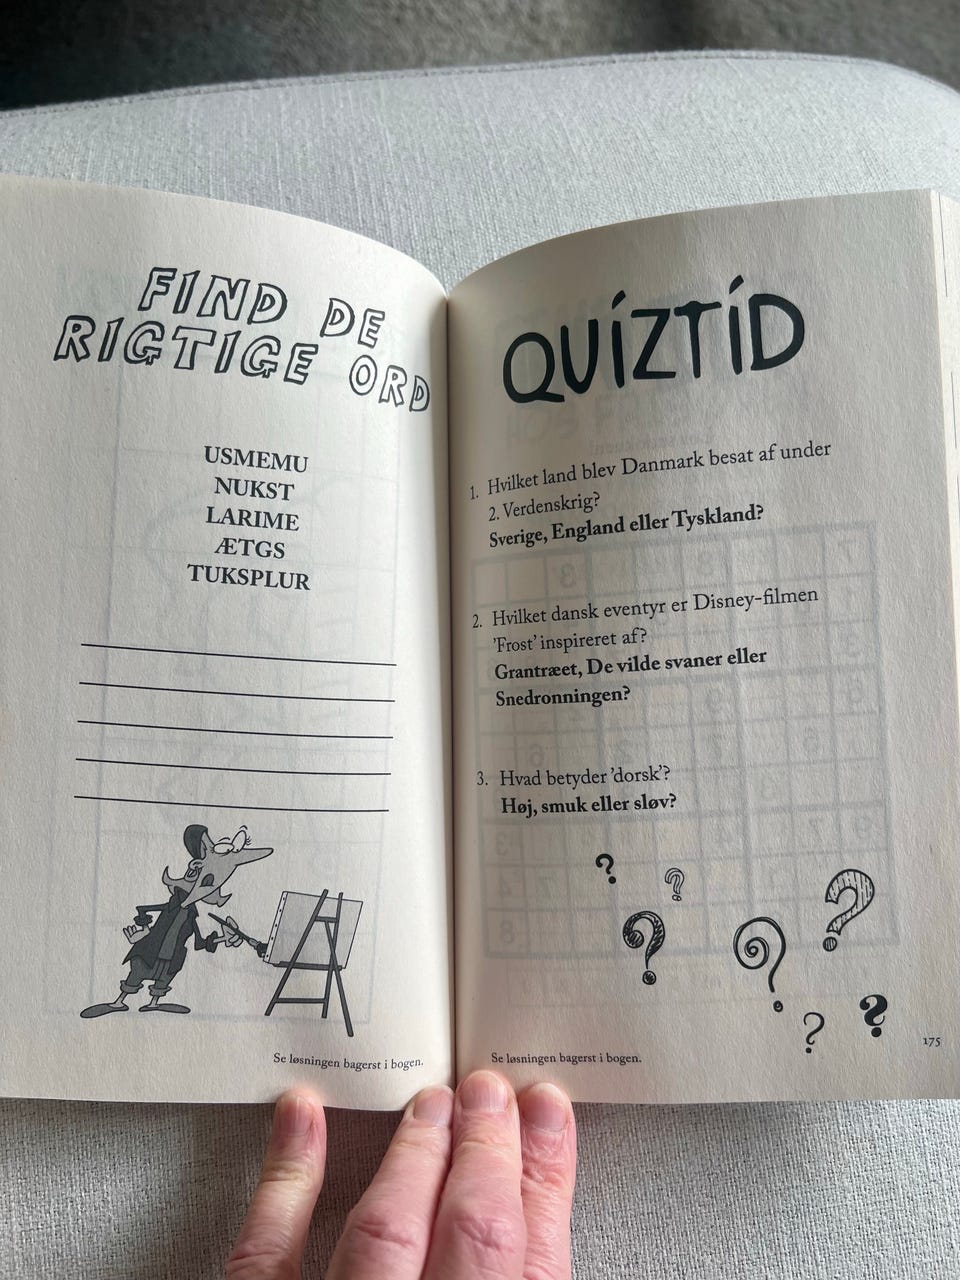 FIND DE
RIGTIGE ORD
USMEMU
NUKST
LARIME
ÆTGS
TUKSPLUR
Se løsningen bagerst i bogen.
QUÍZTÍD
1. Hvilket land blev Danmark besat af under
2. Verdenskrig?
Sverige, England eller Tyskland?
2. Hvilket dansk eventyr er Disney-filmen
’Frost’ inspireret af?
Grantræet, De vilde svaner eller
Snedronningen?
3. Hvad betyder ’dorsk’?
Høj, smuk eller sløv?
? ? ? ? ? ? ?
Se løsningen bagerst i bogen.
175